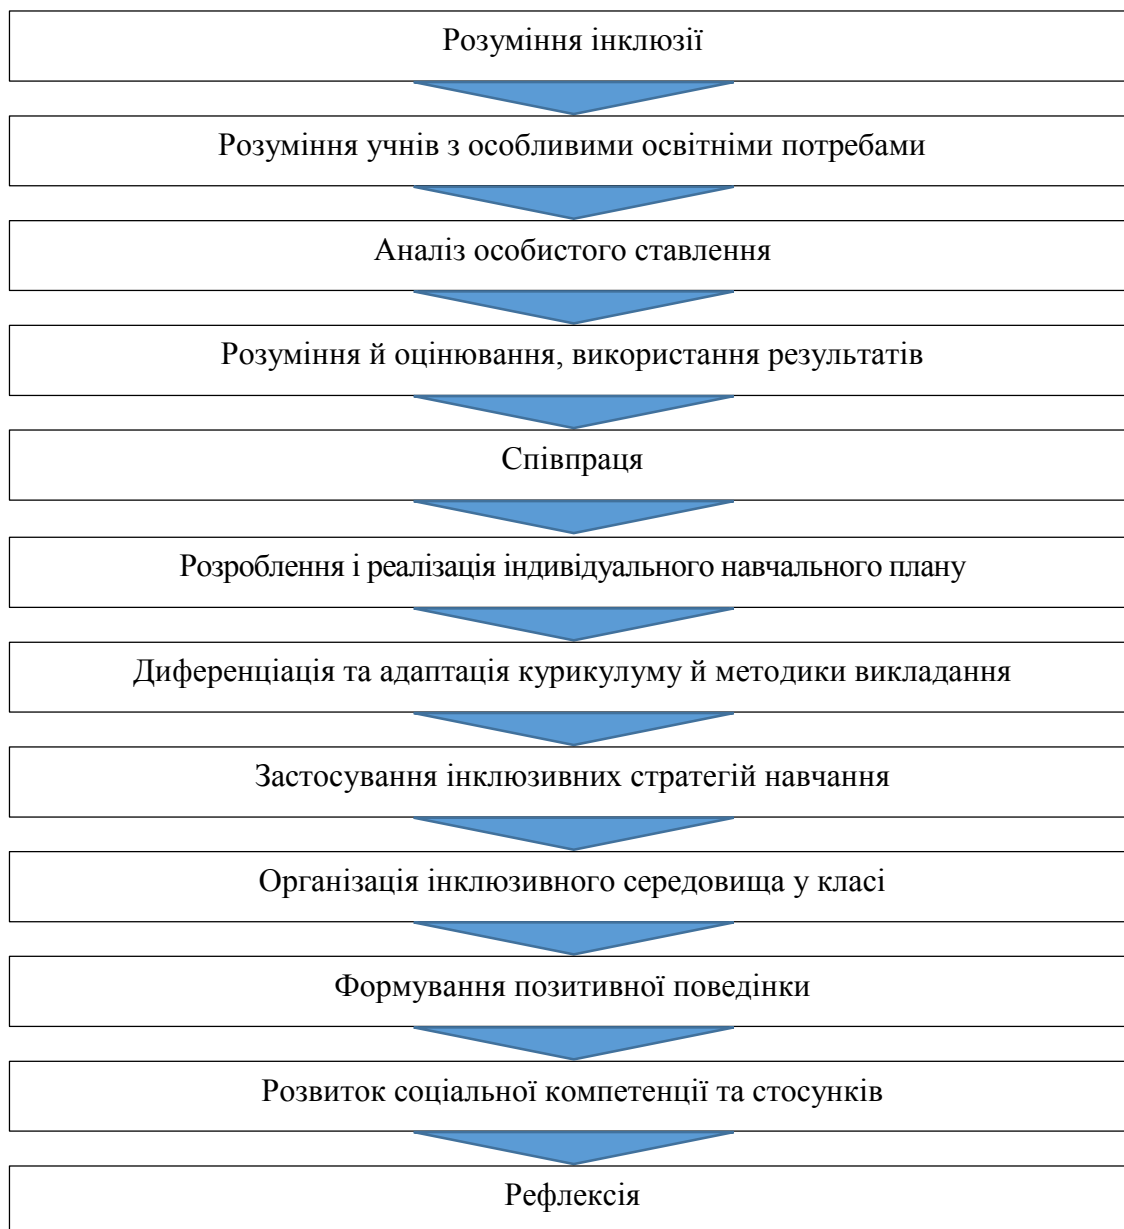 Розуміння інклюзії
Розуміння учнів з особливими освітніми потребами
Аналіз особистого ставлення
Розуміння й оцінювання, використання результатів
Співпраця
Розроблення і реалізація індивідуального навчального плану
Диференціація та адаптація курикулуму й методики викладання
Застосування інклюзивних стратегій навчання
Організація інклюзивного середовища у класі
Формування позитивної поведінки
Розвиток соціальної компетенції та стосунків
Рефлексія